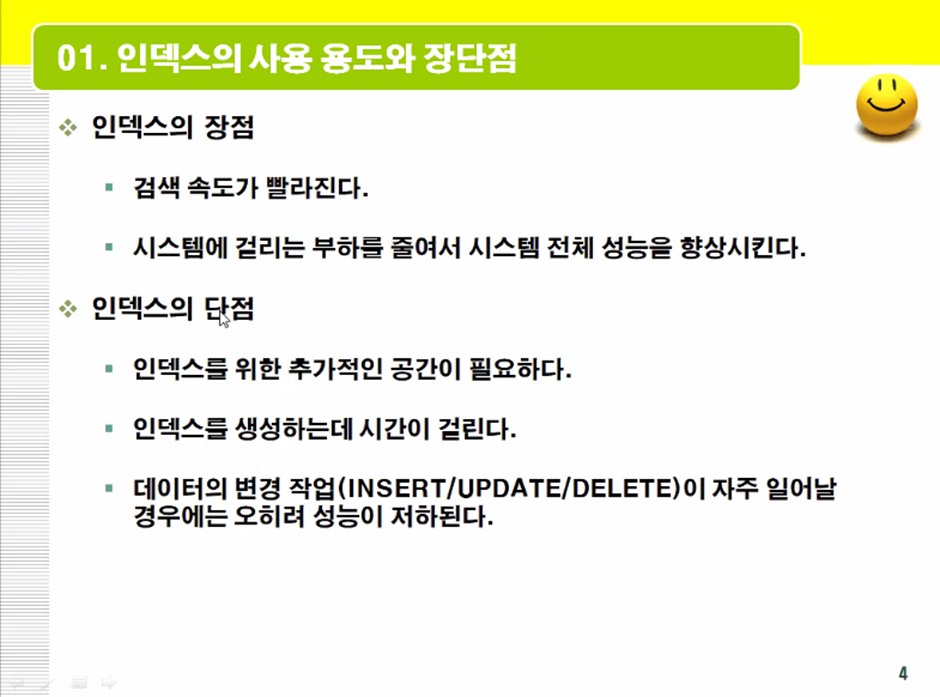 01. 인덱스의 사용 용도와 장단점
인덱스의 장점
검색 속도가 빨라진다.
시스템에 걸리는 부하를 줄여서 시스템 전체 성능을 향상시킨다.
인덱스의 단점
인덱스를 위한 추가적인 공간이 필요하다.
인덱스를 생성하는데 시간이 걸린다.
데이터의 변경 작업(INSERT/UPDATE/DELETE)이 자주 일어날
경우에는 오히려 성능이 저하된다.
4